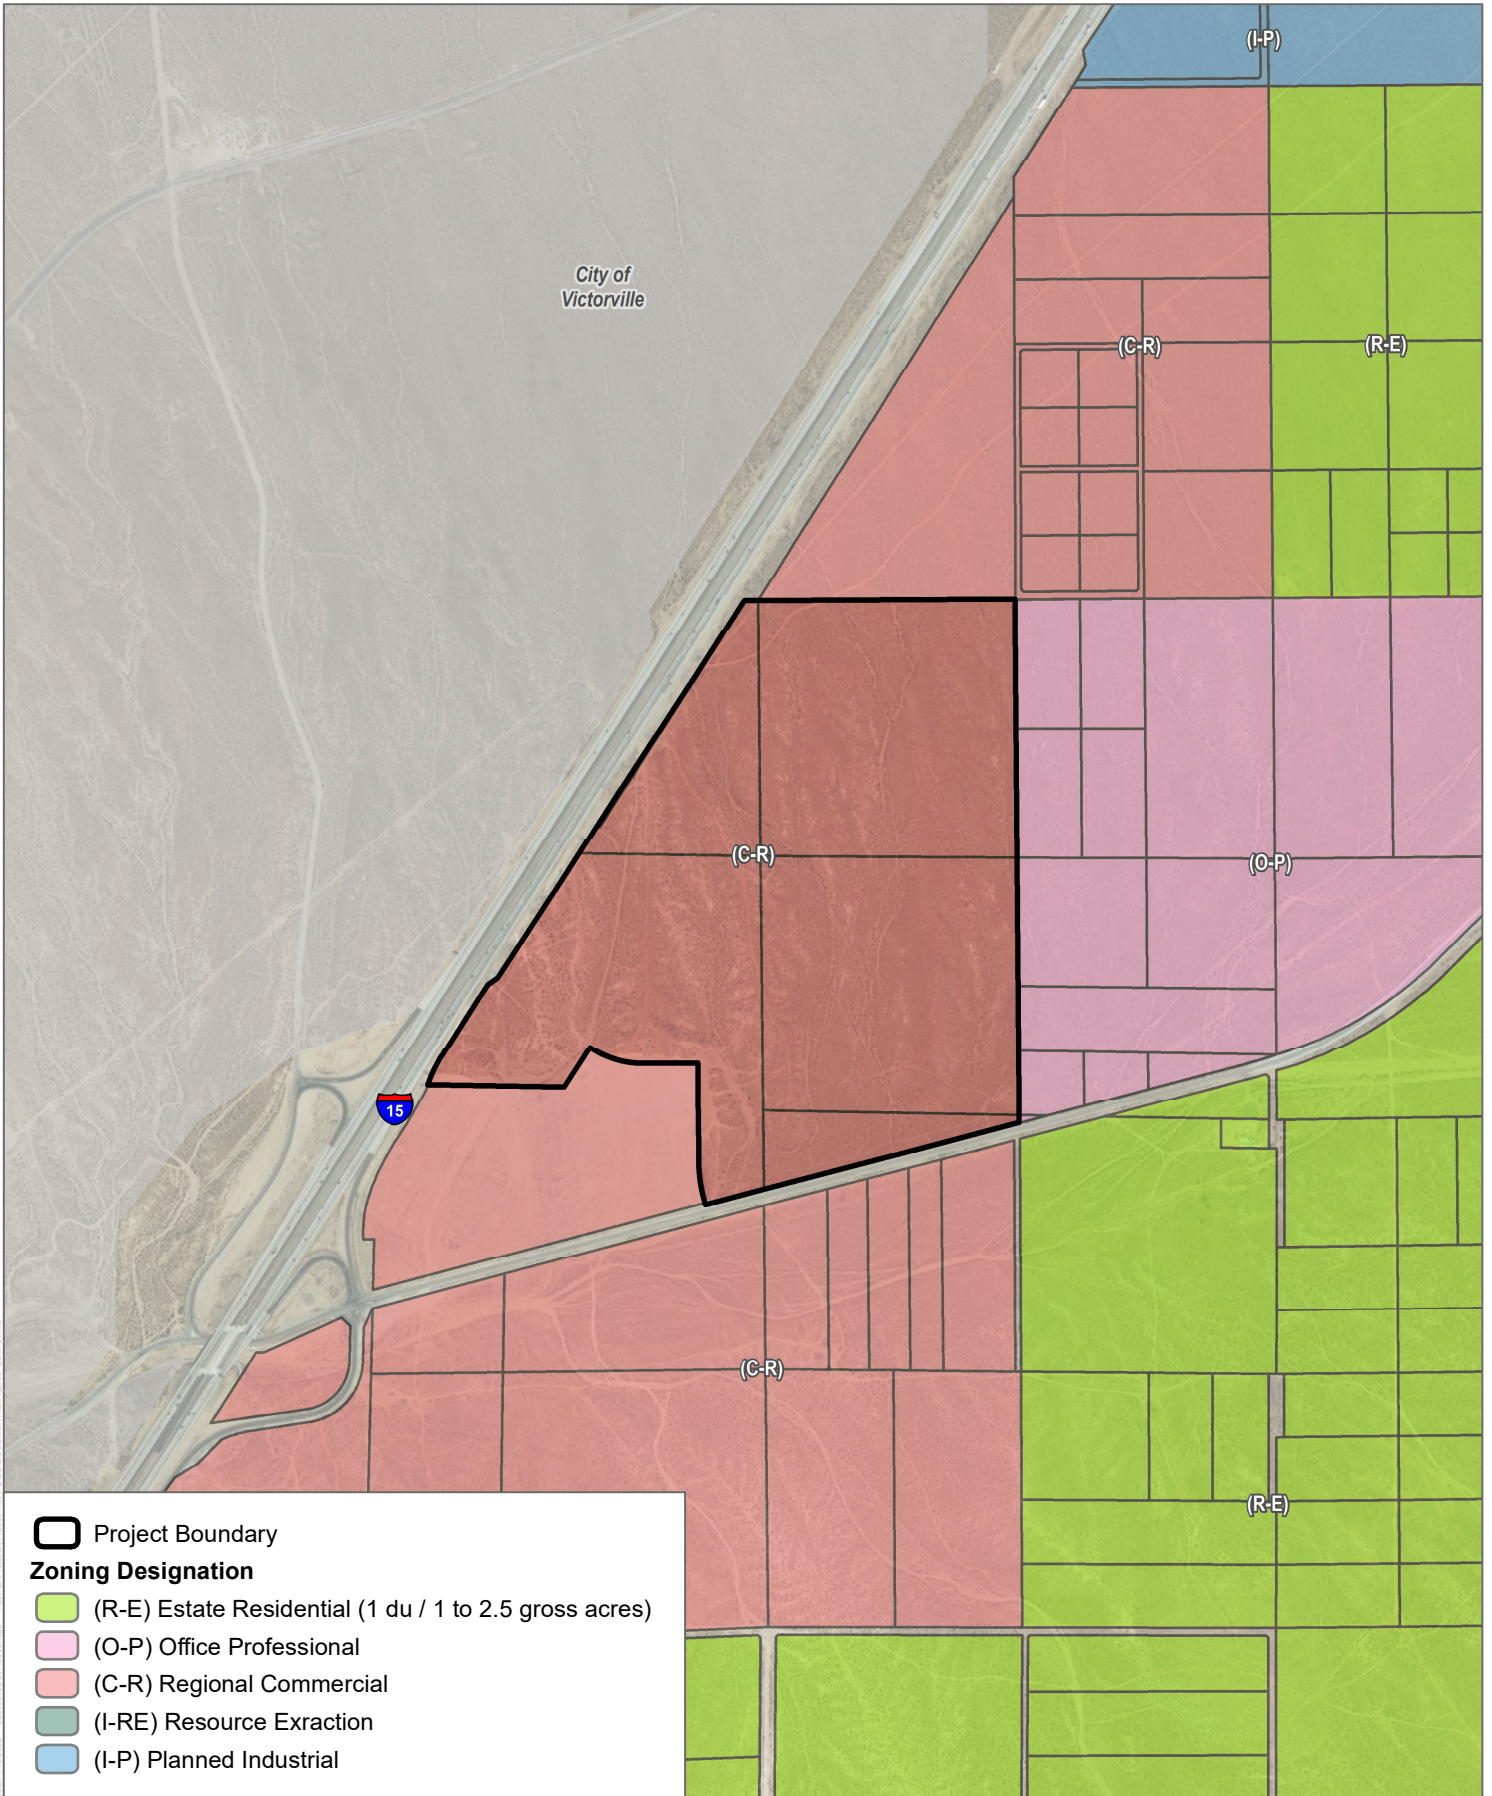 (I-P)
City of
Victorville
(C-R)
(R-E)
(C-R)
(O-P)
15
(C-R)
(R-E)
Project Boundary
Zoning Designation
(R-E) Estate Residential (1 du / 1 to 2.5 gross acres)
(O-P) Office Professional
(C-R) Regional Commercial
(I-RE) Resource Exraction
(I-P) Planned Industrial